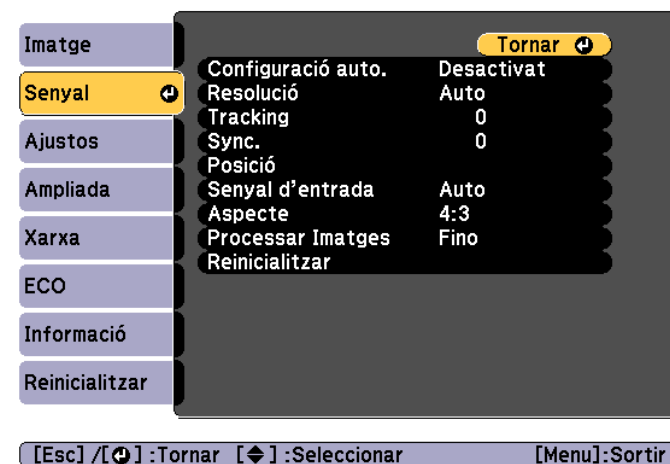 Imatge
Senyal
Ajustos
Ampliada
Xarxa
ECO
Informació
Reinicialitzar
Tornar
Configuració auto. Desactivat
Resolució Auto
Tracking 0
Sync. 0
Posició
Senyal d'entrada Auto
Aspecte 4:3
Processar Imatges Fino
Reinicialitzar
[Esc] /[ ] :Tornar [ ] :Seleccionar [Menu]:Sortir